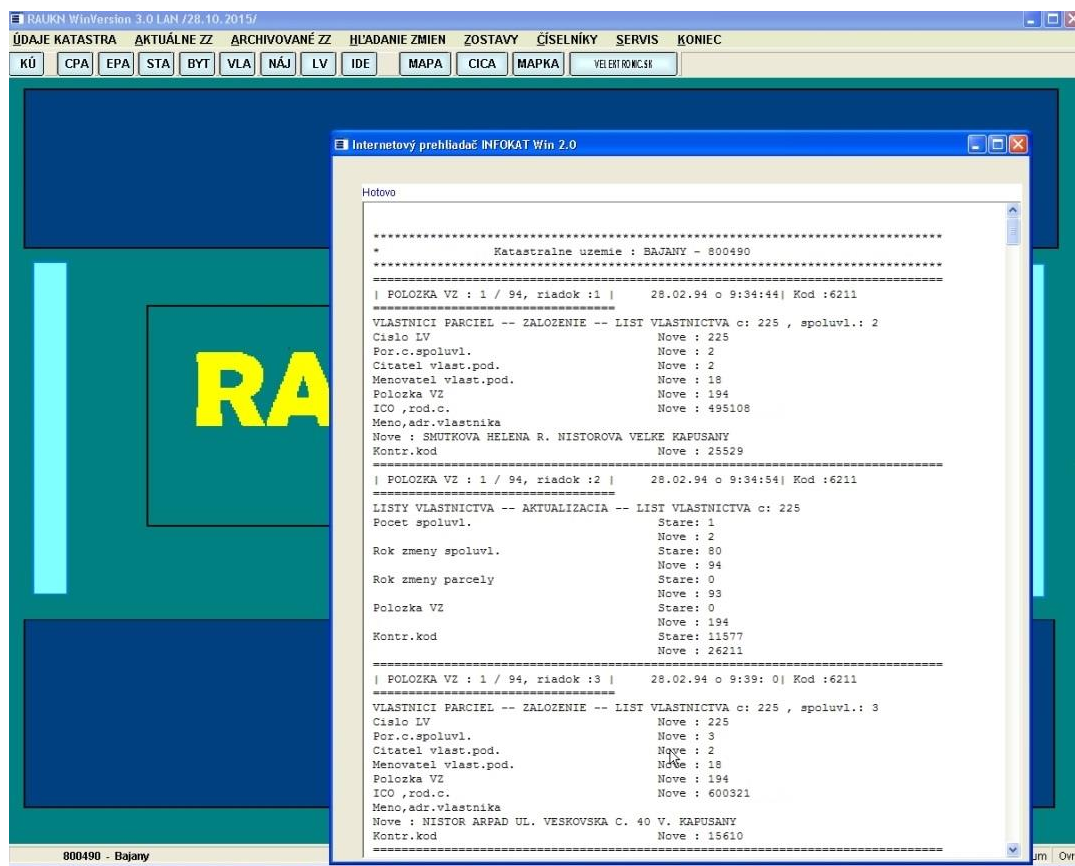 RAUKN WinVersion 3.0 LAN /28.10.2015/
ÚDAJE KATASTRA AKTUÁLNE ZZ ARCHIVOVANÉ ZZ HĽADANIE ZMIEN ZOSTAVY ČÍSELNÍKY SERVIS KONIEC
KÚ CPA EPA STA BYT VLA NÁJ LV IDE MAPA CICA MAPKA VELEKTRONIC.SK
RA
Internetový prehliadač INFOKAT Win 2.0
Hotovo
********************************************************************************
* Katastralne uzemie : BAJANY - 800490
********************************************************************************
================================================================================
| POLOZKA VZ : 1 / 94, riadok :1 | 28.02.94 o 9:34:44| Kod :6211
==================================
VLASTNICI PARCIEL -- ZALOZENIE -- LIST VLASTNICTVA c: 225 , spoluvl.: 2
Cislo LV Nove : 225
Por.c.spoluvl. Nove : 2
Citatel vlast.pod. Nove : 2
Menovatel vlast.pod. Nove : 18
Polozka VZ Nove : 194
ICO ,rod.c. Nove : 495108
Meno,adr.vlastnika
Nove : SMUTKOVA HELENA R. NISTOROVA VELKE KAPUSANY
Kontr.kod Nove : 25529
================================================================================
| POLOZKA VZ : 1 / 94, riadok :2 | 28.02.94 o 9:34:54| Kod :6211
==================================
LISTY VLASTNICTVA -- AKTUALIZACIA -- LIST VLASTNICTVA c: 225
Pocet spoluvl. Stare: 1
Nove : 2
Rok zmeny spoluvl. Stare: 80
Nove : 94
Rok zmeny parcely Stare: 0
Nove : 93
Polozka VZ Stare: 0
Nove : 194
Kontr.kod Stare: 11577
Nove : 26211
================================================================================
| POLOZKA VZ : 1 / 94, riadok :3 | 28.02.94 o 9:39: 0| Kod :6211
==================================
VLASTNICI PARCIEL -- ZALOZENIE -- LIST VLASTNICTVA c: 225 , spoluvl.: 3
Cislo LV Nove : 225
Por.c.spoluvl. Nove : 3
Citatel vlast.pod. Nove : 2
Menovatel vlast.pod. Nove : 18
Polozka VZ Nove : 194
ICO ,rod.c. Nove : 600321
Meno,adr.vlastnika
Nove : NISTOR ARPAD UL. VESKOVSKA C. 40 V. KAPUSANY
Kontr.kod Nove : 15610
================================================================================
800490 - Bajany um Ovr